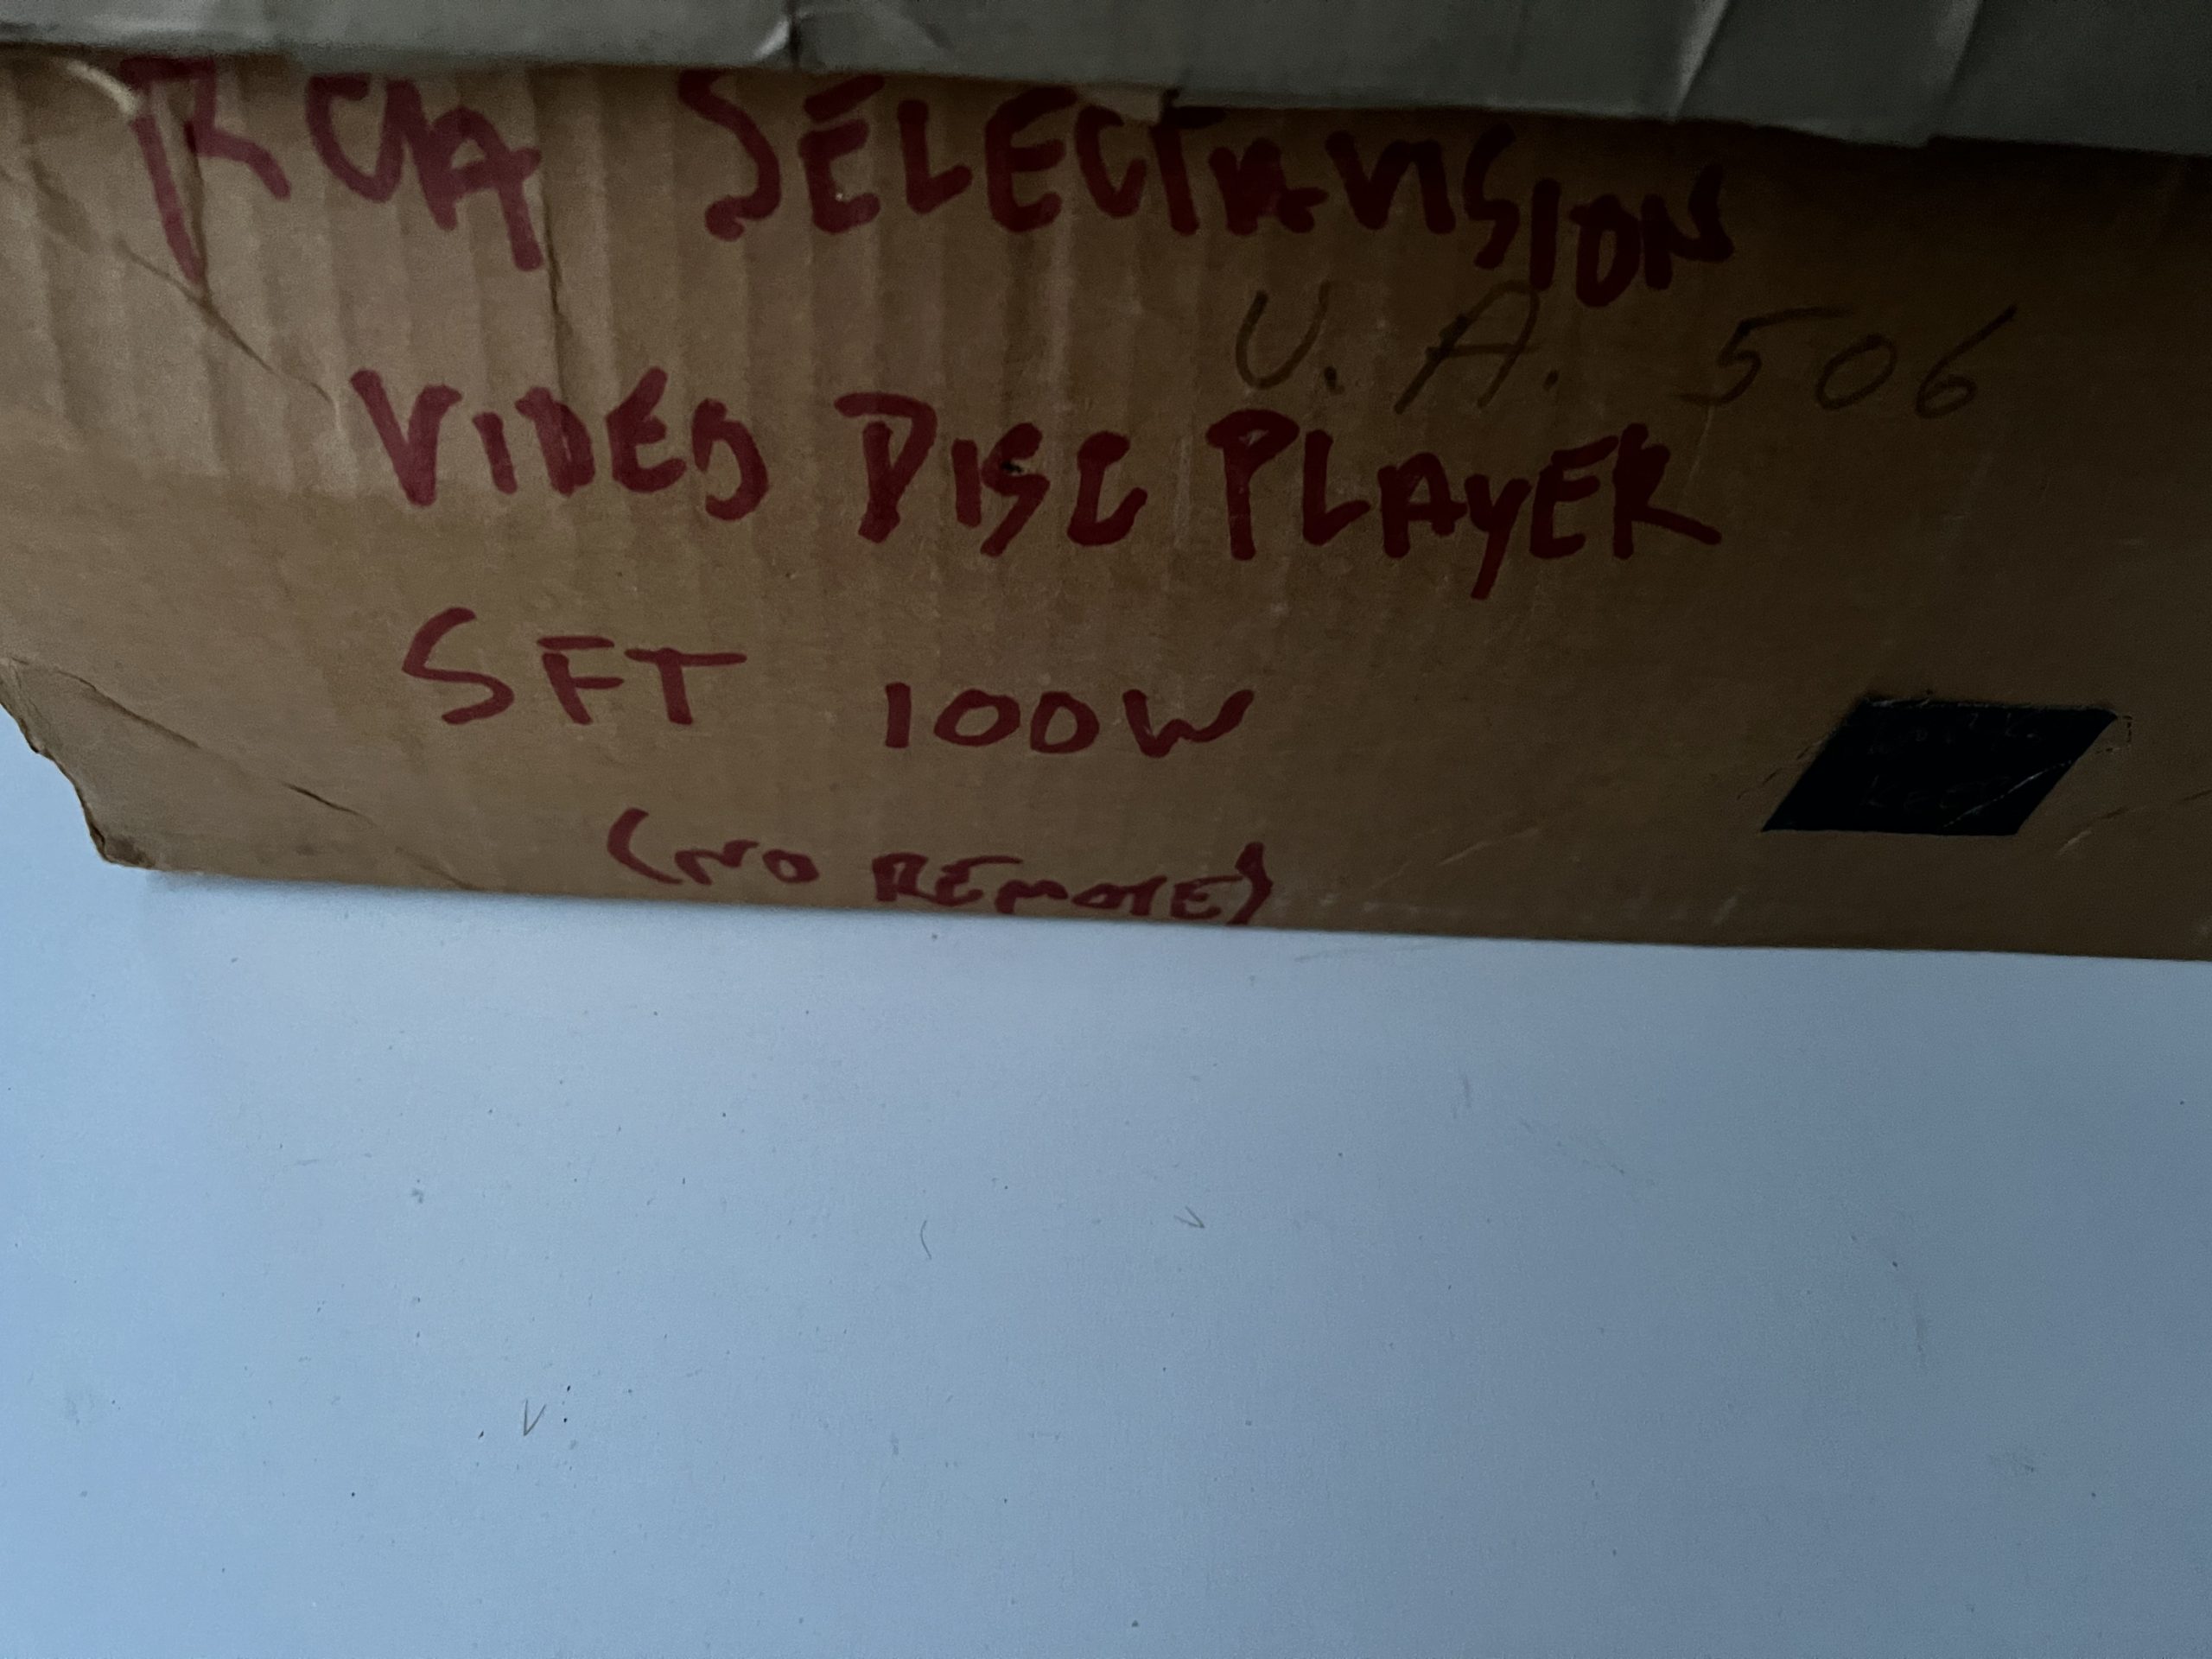 RCA SELECTAVISION
U.A. 506
VIDEO DISC PLAYER
SFT 100W
(NO REMOTE)